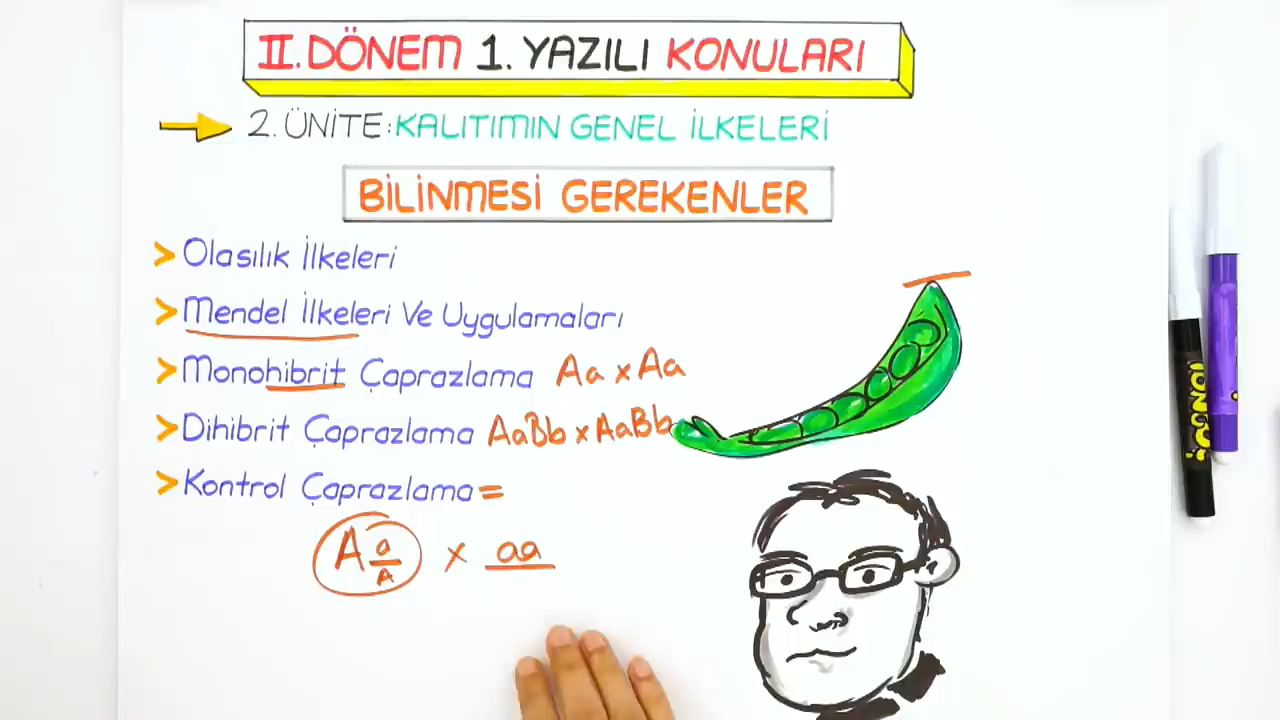 II. DÖNEM 1. YAZILI KONULARI
2. ÜNİTE: KALITIMIN GENEL İLKELERİ
BİLİNMESİ GEREKENLER
> Olasılık İlkeleri
> Mendel İlkeleri Ve Uygulamaları
> Monohibrit Çaprazlama Aa x Aa
> Dihibrit Çaprazlama AaBb x AaBb
> Kontrol Çaprazlama =
A a/A x aa